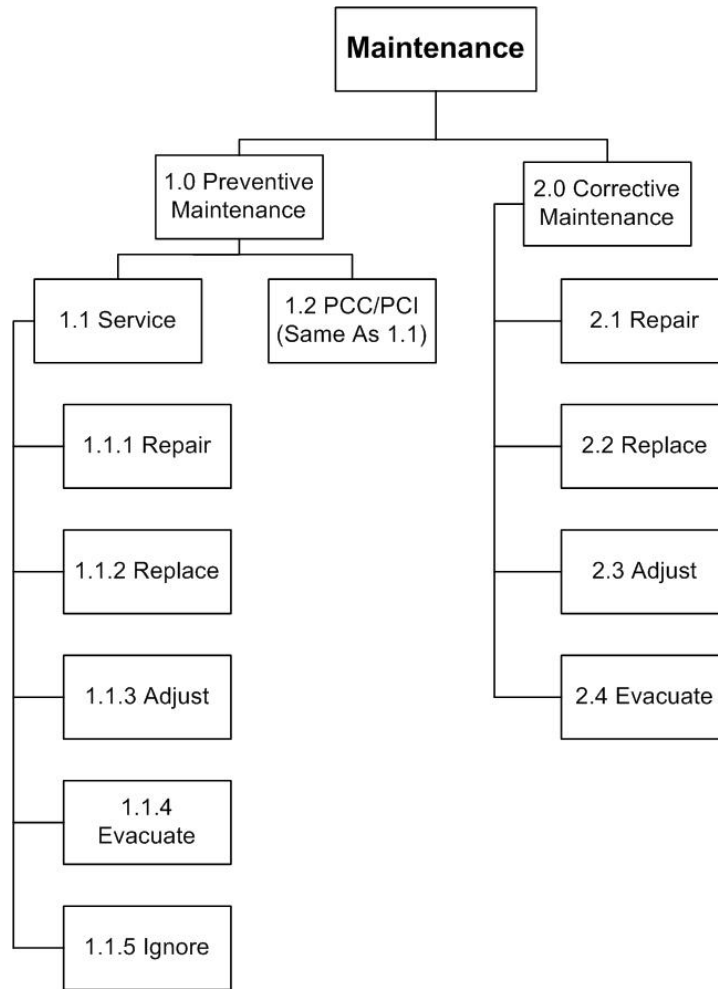 Maintenance
1.0 Preventive
Maintenance
2.0 Corrective
Maintenance
1.1 Service
1.2 PCC/PCI
(Same As 1.1)
2.1 Repair
1.1.1 Repair
2.2 Replace
1.1.2 Replace
2.3 Adjust
1.1.3 Adjust
2.4 Evacuate
1.1.4
Evacuate
1.1.5 Ignore